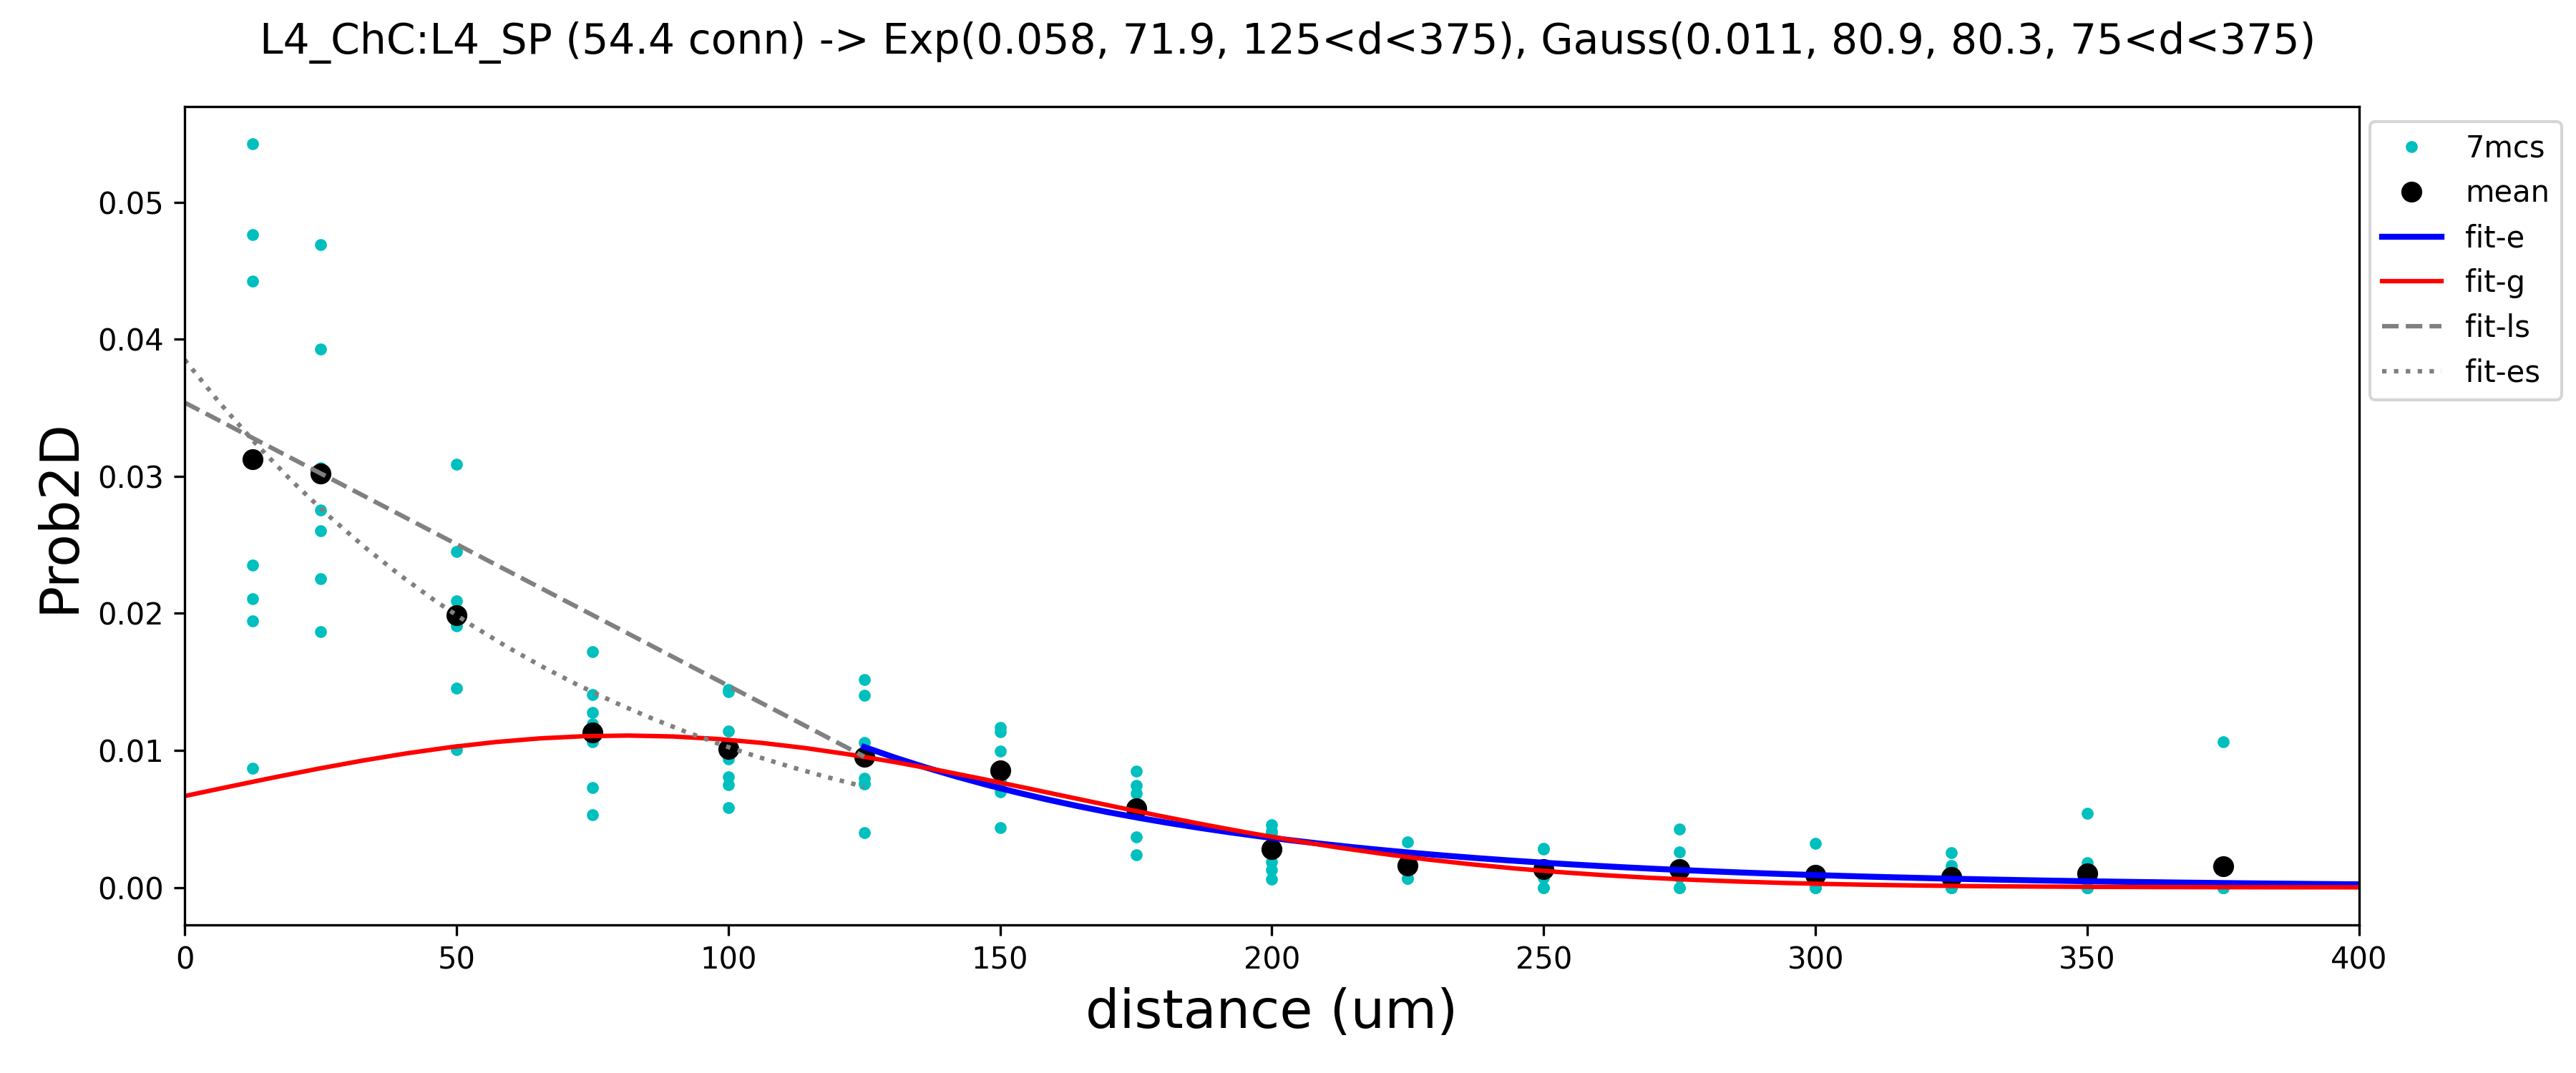 L4_ChC:L4_SP (54.4 conn) -> Exp(0.058, 71.9, 125<d<375), Gauss(0.011, 80.9, 80.3, 75<d<375)
Prob2D
0.05
0.04
0.03
0.02
0.01
0.00
0 50 100 150 200 250 300 350 400
distance (um)
7mcs
mean
fit-e
fit-g
fit-ls
fit-es